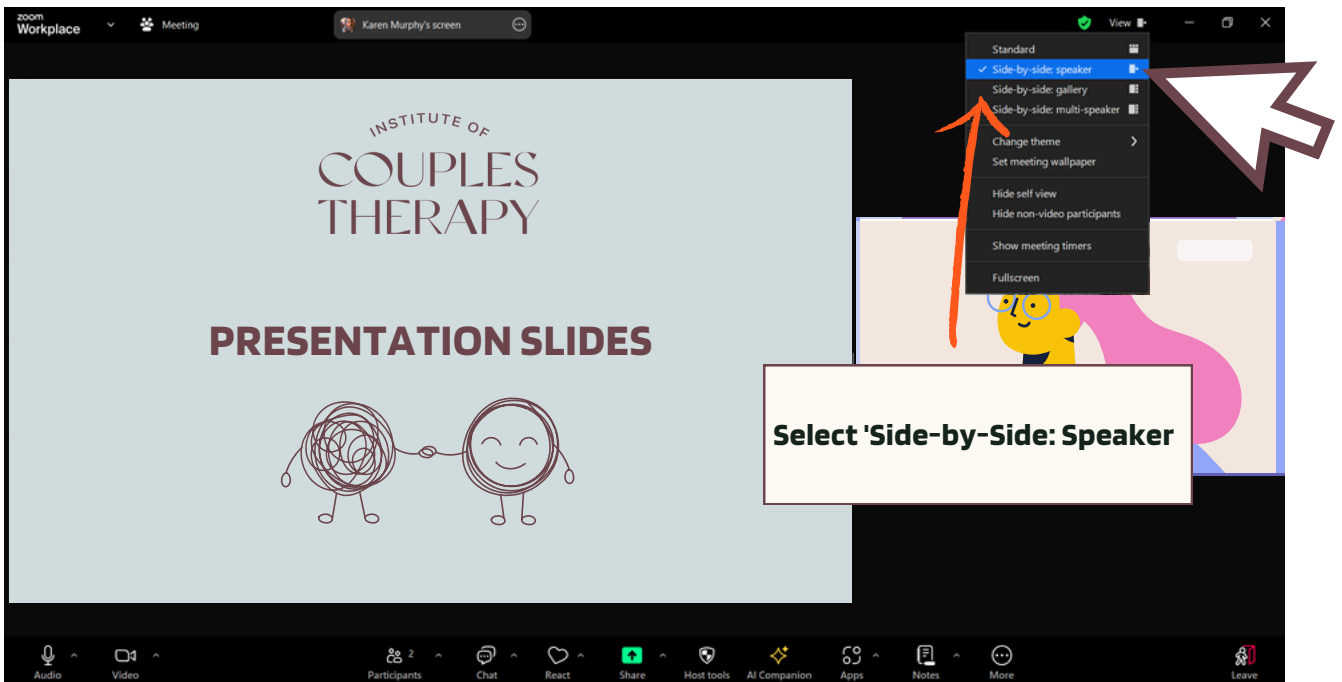 zoom
Workplace
Meeting
Karen Murphy's screen
View
Standard
Side-by-side: speaker
Side-by-side: gallery
Side-by-side: multi-speaker
Change theme
Set meeting wallpaper
Hide self view
Hide non-video participants
Show meeting timers
Fullscreen
INSTITUTE OF
COUPLES
THERAPY
PRESENTATION SLIDES
Select 'Side-by-Side: Speaker
Audio
Video
2
Participants
Chat
React
Share
Host tools
AI Companion
Apps
Notes
More
Leave